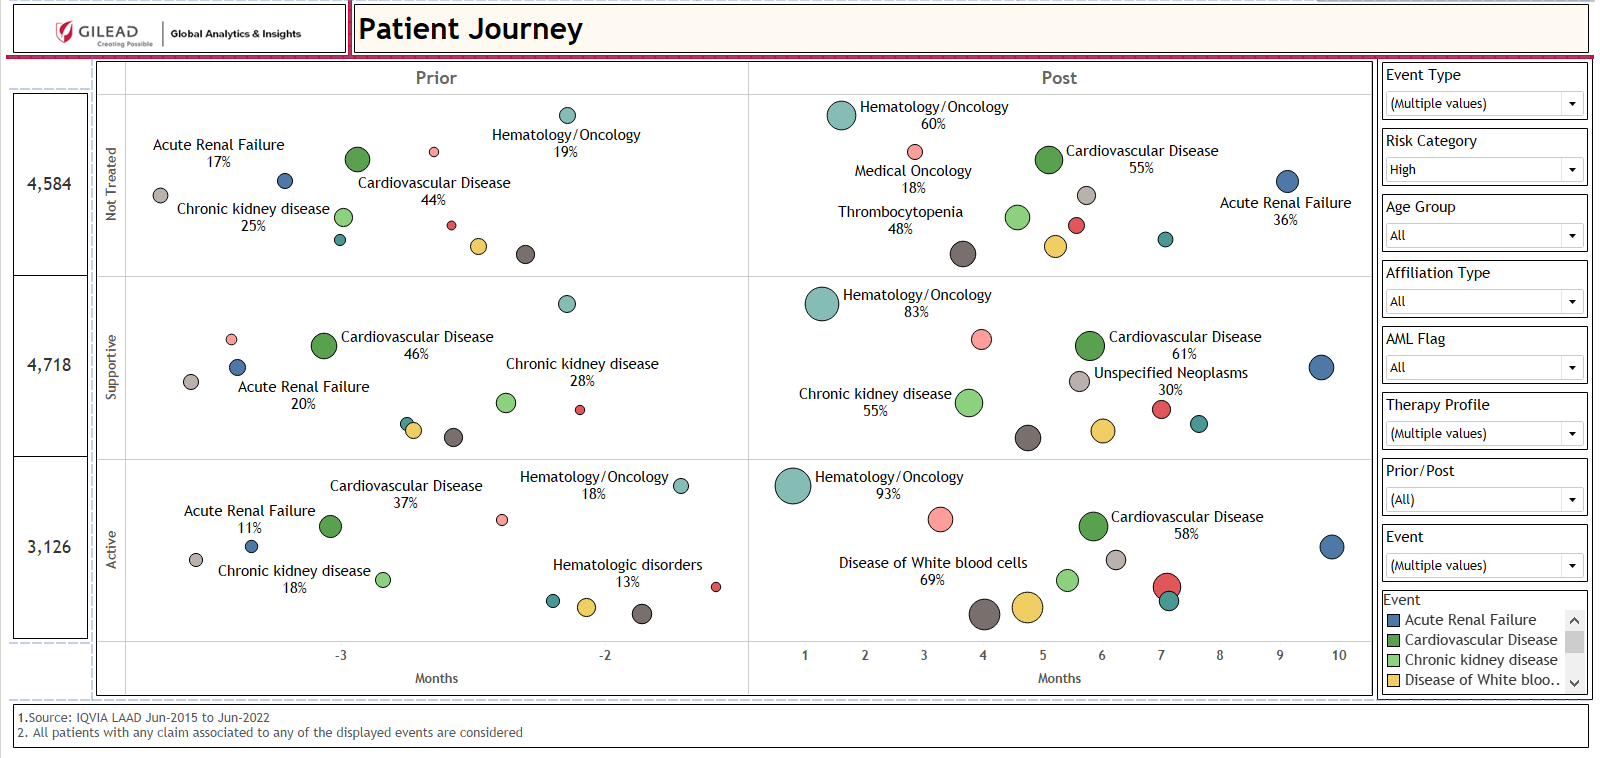 GILEAD
Creating Possible
Global Analytics & Insights
Patient Journey
Prior
Post
4,584
Not Treated
Acute Renal Failure
17%
Hematology/Oncology
19%
Cardiovascular Disease
44%
Chronic kidney disease
25%
Hematology/Oncology
60%
Medical Oncology
18%
Cardiovascular Disease
55%
Thrombocytopenia
48%
Acute Renal Failure
36%
4,718
Supportive
Cardiovascular Disease
46%
Acute Renal Failure
20%
Chronic kidney disease
28%
Hematology/Oncology
83%
Cardiovascular Disease
61%
Unspecified Neoplasms
30%
Chronic kidney disease
55%
3,126
Active
Hematology/Oncology
18%
Cardiovascular Disease
37%
Acute Renal Failure
11%
Chronic kidney disease
18%
Hematologic disorders
13%
Hematology/Oncology
93%
Cardiovascular Disease
58%
Disease of White blood cells
69%
-3 -2
Months
1 2 3 4 5 6 7 8 9 10
Months
Event Type
(Multiple values)
Risk Category
High
Age Group
All
Affiliation Type
All
AML Flag
All
Therapy Profile
(Multiple values)
Prior/Post
(All)
Event
(Multiple values)
Event
Acute Renal Failure
Cardiovascular Disease
Chronic kidney disease
Disease of White bloo..
1.Source: IQVIA LAAD Jun-2015 to Jun-2022
2. All patients with any claim associated to any of the displayed events are considered